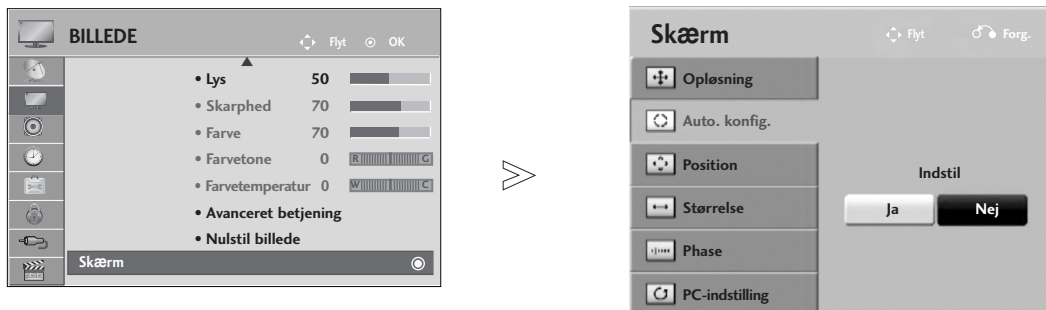 BILLEDE Flyt OK
• Lys 50
• Skarphed 70
• Farve 70
• Farvetone 0 R G
• Farvetemperatur 0 W C
• Avanceret betjening
• Nulstil billede
Skærm
Skærm Flyt Forg.
Opløsning
Auto. konfig.
Position
Størrelse
Phase
PC-indstilling
Indstil
Ja Nej